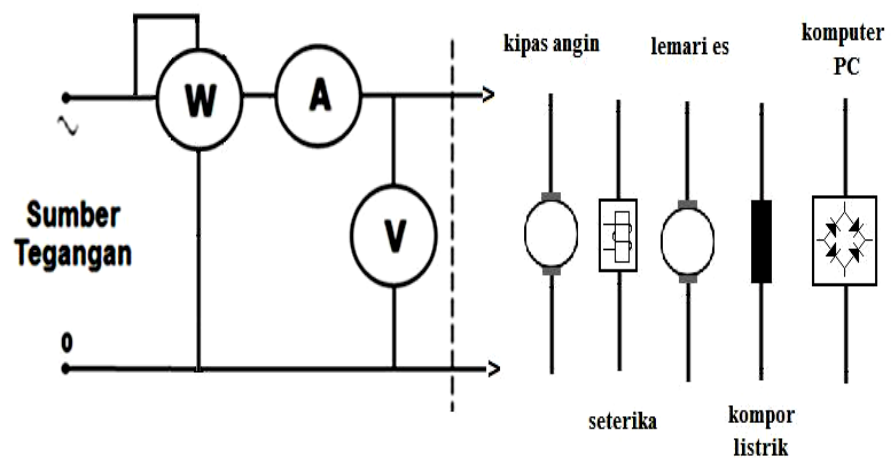 kipas angin
lemari es
komputer
PC
W
A
V
~
Sumber
Tegangan
0
seterika
kompor
listrik